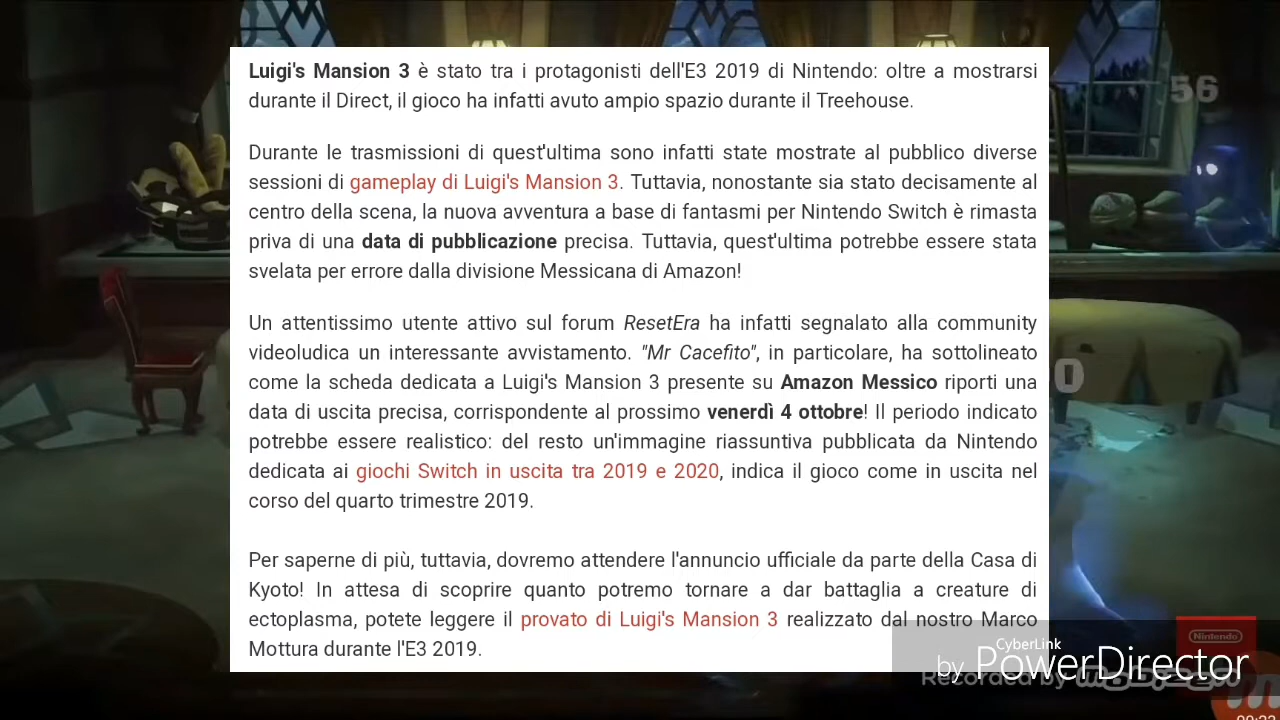 Luigi's Mansion 3 è stato tra i protagonisti dell'E3 2019 di Nintendo: oltre a mostrarsi
durante il Direct, il gioco ha infatti avuto ampio spazio durante il Treehouse.
Durante le trasmissioni di quest'ultima sono infatti state mostrate al pubblico diverse
sessioni di gameplay di Luigi's Mansion 3. Tuttavia, nonostante sia stato decisamente al
centro della scena, la nuova avventura a base di fantasmi per Nintendo Switch è rimasta
priva di una data di pubblicazione precisa. Tuttavia, quest'ultima potrebbe essere stata
svelata per errore dalla divisione Messicana di Amazon!
Un attentissimo utente attivo sul forum ResetEra ha infatti segnalato alla community
videoludica un interessante avvistamento. "Mr Cacefito", in particolare, ha sottolineato
come la scheda dedicata a Luigi's Mansion 3 presente su Amazon Messico riporti una
data di uscita precisa, corrispondente al prossimo venerdì 4 ottobre! Il periodo indicato
potrebbe essere realistico: del resto un'immagine riassuntiva pubblicata da Nintendo
dedicata ai giochi Switch in uscita tra 2019 e 2020, indica il gioco come in uscita nel
corso del quarto trimestre 2019.
Per saperne di più, tuttavia, dovremo attendere l'annuncio ufficiale da parte della Casa di
Kyoto! In attesa di scoprire quanto potremo tornare a dar battaglia a creature di
ectoplasma, potete leggere il provato di Luigi's Mansion 3 realizzato dal nostro Marco
Mottura durante l'E3 2019.
56
0
Nintendo
CyberLink
by PowerDirector
Recorded by